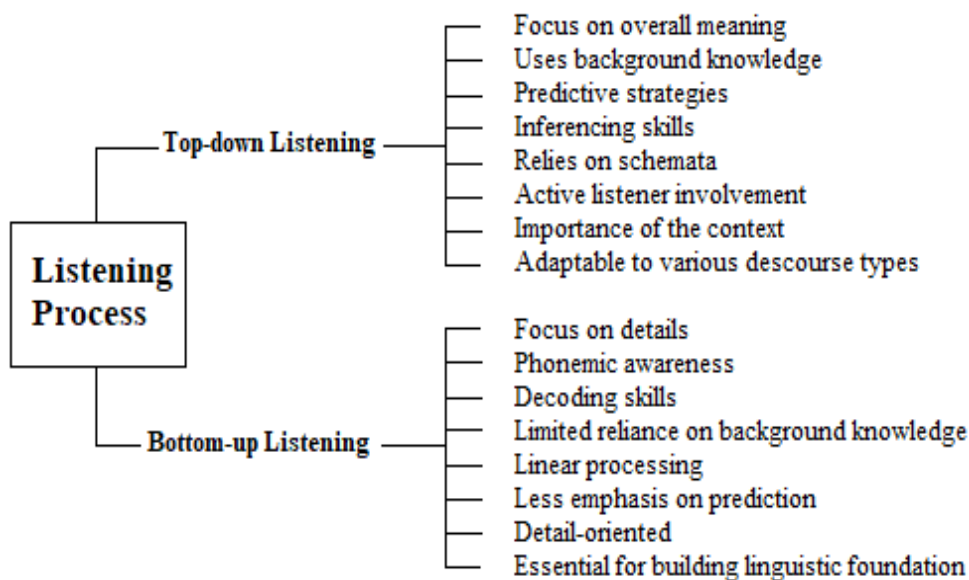 Listening
Process
Top-down Listening
Focus on overall meaning
Uses background knowledge
Predictive strategies
Inferencing skills
Relies on schemata
Active listener involvement
Importance of the context
Adaptable to various descourse types
Bottom-up Listening
Focus on details
Phonemic awareness
Decoding skills
Limited reliance on background knowledge
Linear processing
Less emphasis on prediction
Detail-oriented
Essential for building linguistic foundation